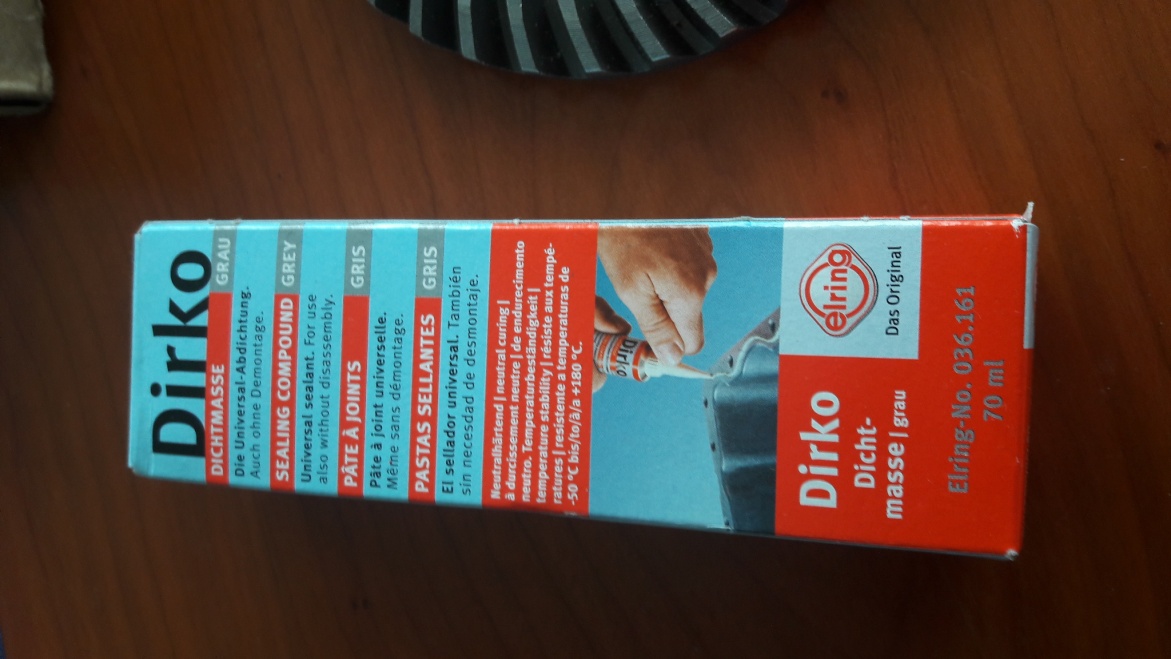 Dirko
DICHTMASSE GRAU
Die Universal-Abdichtung.
Auch ohne Demontage.
SEALING COMPOUND GREY
Universal sealant. For use
also without disassembly.
PÂTE À JOINTS GRIS
Pâte à joint universelle.
Même sans démontage.
PASTAS SELLANTES GRIS
El sellador universal. También
sin necesdad de desmontaje.
Neutralhärtend | neutral curing |
à durcissement neutre | de endurecimento
neutro. Temperaturbeständigkeit |
temperature stability | résiste aux tempé-
ratures | resistente a temperaturas de
-50 °C bis/to/à/a +180 °C.
Dirko
elring
Das Original
Dirko
Dicht-
masse | grau
Elring-No. 036.161
70 ml